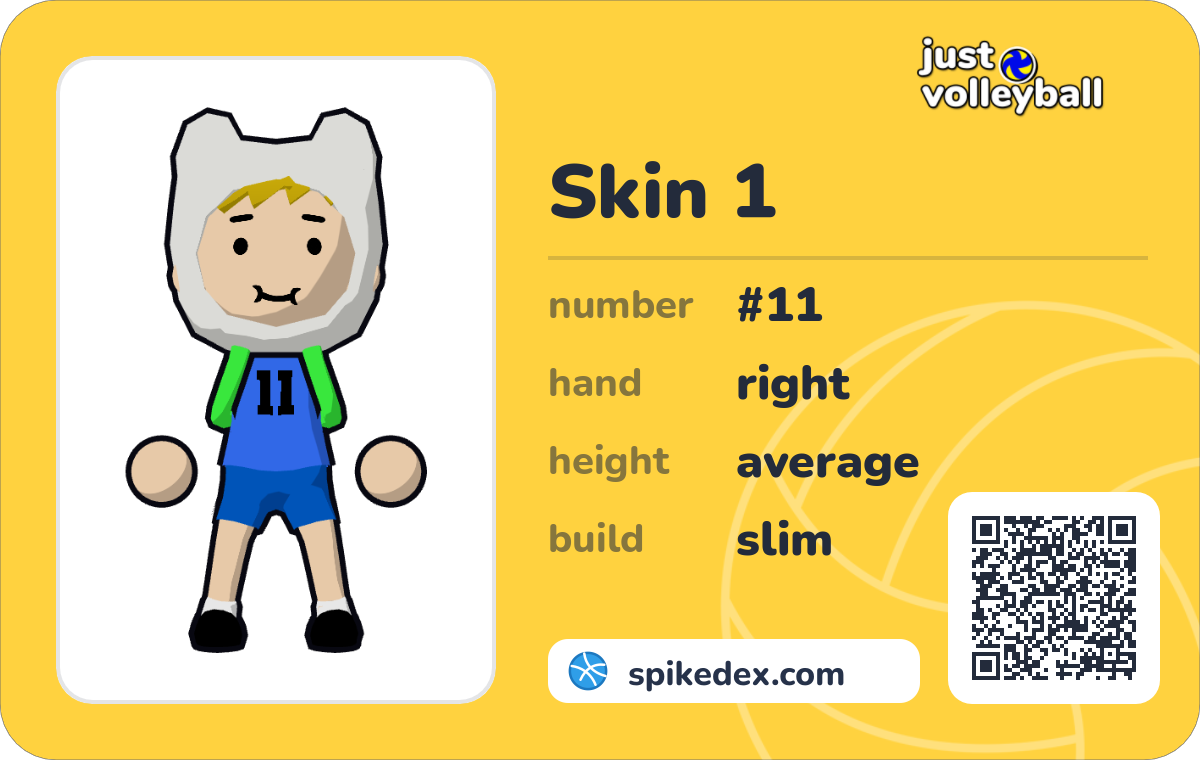 just
volleyball
Skin 1
number #11
hand right
height average
build slim
11
spikedex.com